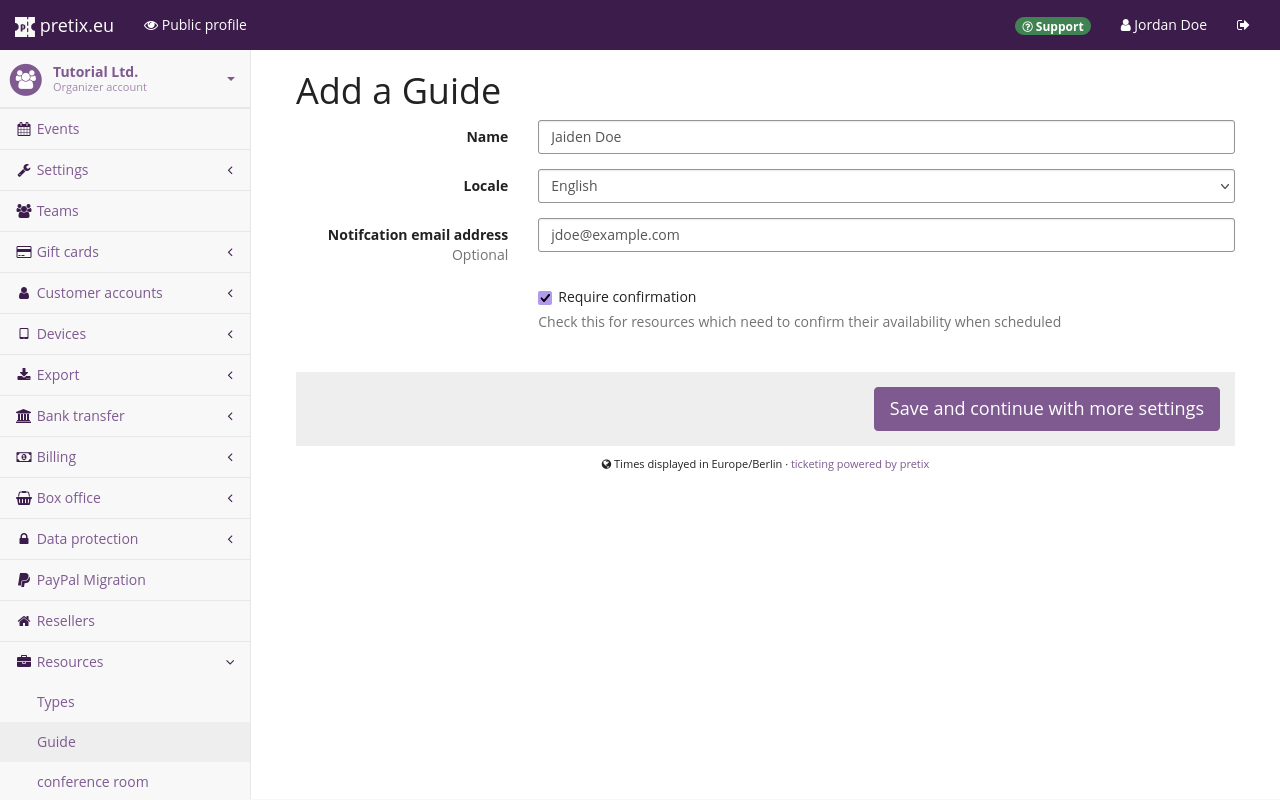 pretix.eu
Public profile
Support
Jordan Doe
Tutorial Ltd.
Organizer account
Events
Settings
Teams
Gift cards
Customer accounts
Devices
Export
Bank transfer
Billing
Box office
Data protection
PayPal Migration
Resellers
Resources
Types
Guide
conference room
Add a Guide
Name
Jaiden Doe
Locale
English
Notifcation email address
Optional
jdoe@example.com
Require confirmation
Check this for resources which need to confirm their availability when scheduled
Save and continue with more settings
Times displayed in Europe/Berlin · ticketing powered by pretix